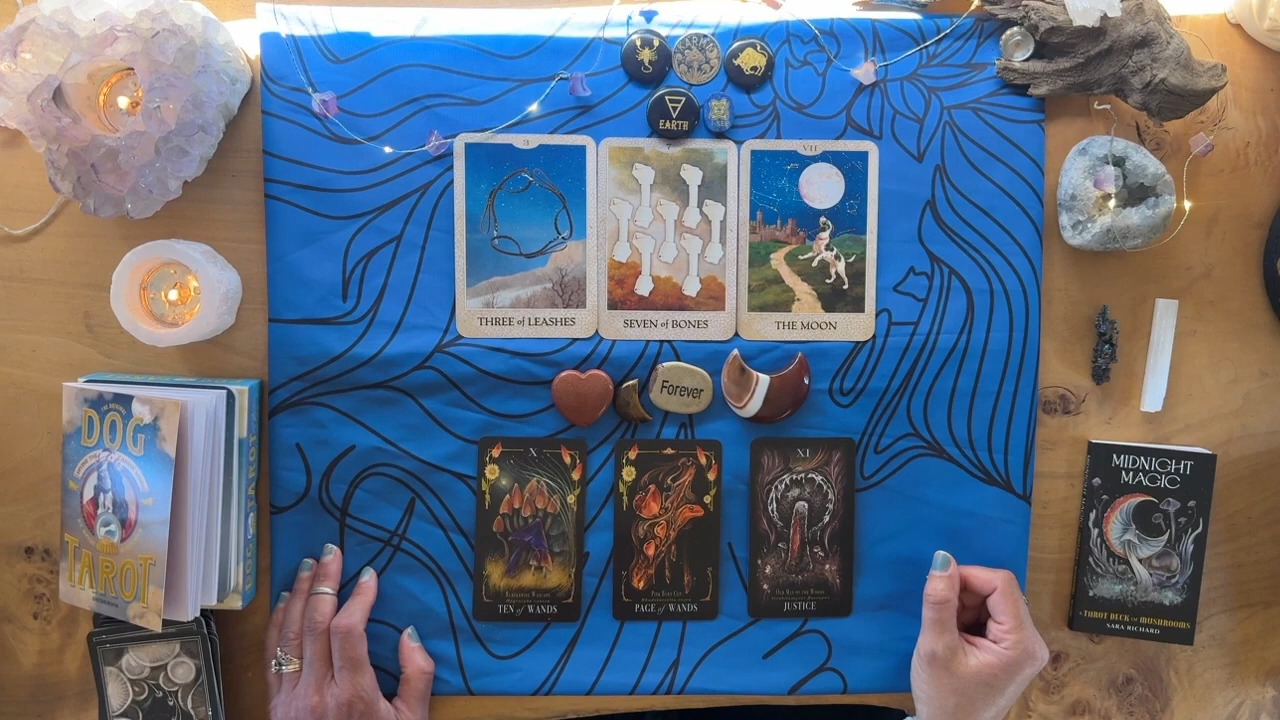 KARMA
EARTH
3
7
VII
THREE of LEASHES
SEVEN of BONES
THE MOON
Forever
X
TEN of WANDS
PAGE of WANDS
XI
JUSTICE
DOG
TAROT
MIDNIGHT
MAGIC
A TAROT DECK of MUSHROOMS
SARA RICHARD